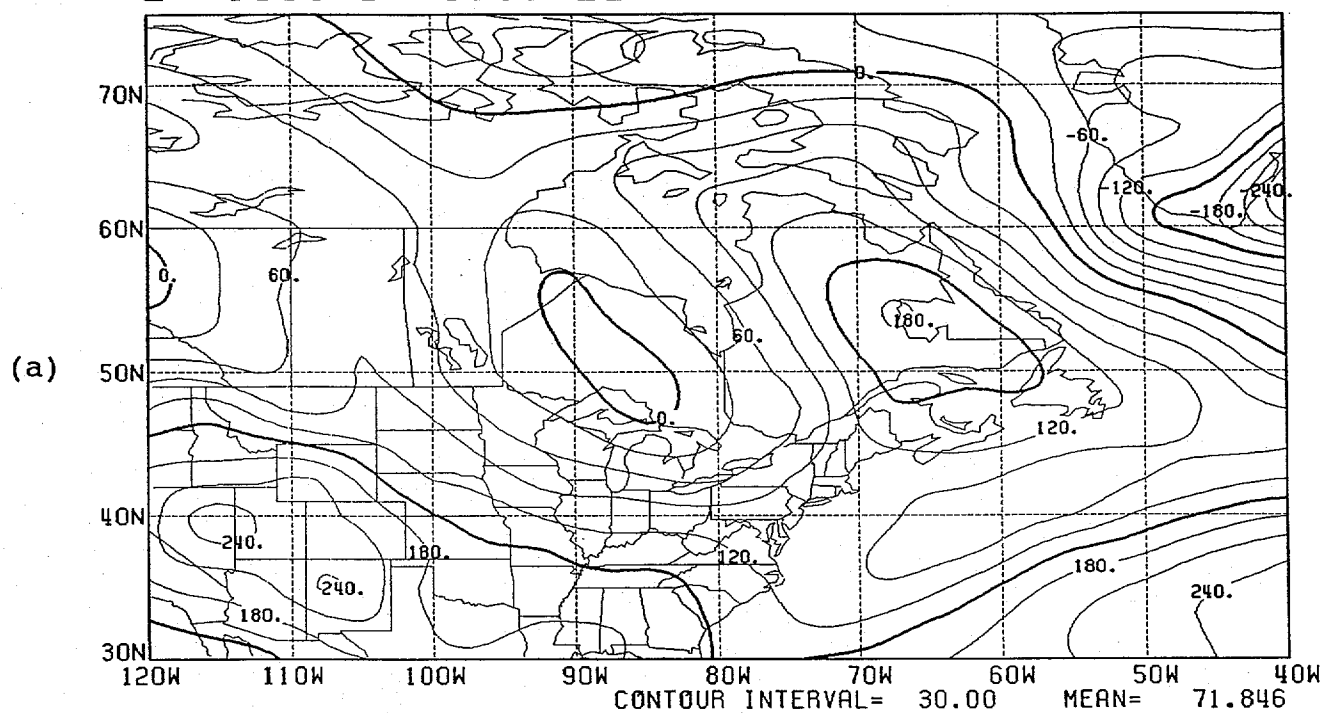 0.
70N
-60.
-120.
-240.
-180.
60N
0.
60.
180.
60.
(a)
50N
0.
120.
40N
240.
180.
120.
180.
240.
240.
180.
30N
120W 110W 100W 90W 80W 70W 60W 50W 40W
CONTOUR INTERVAL= 30.00 MEAN= 71.846